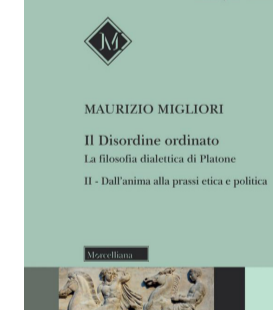 M
MAURIZIO MIGLIORI
Il Disordine ordinato
La filosofia dialettica di Platone
II - Dall'anima alla prassi etica e politica
Morcelliana